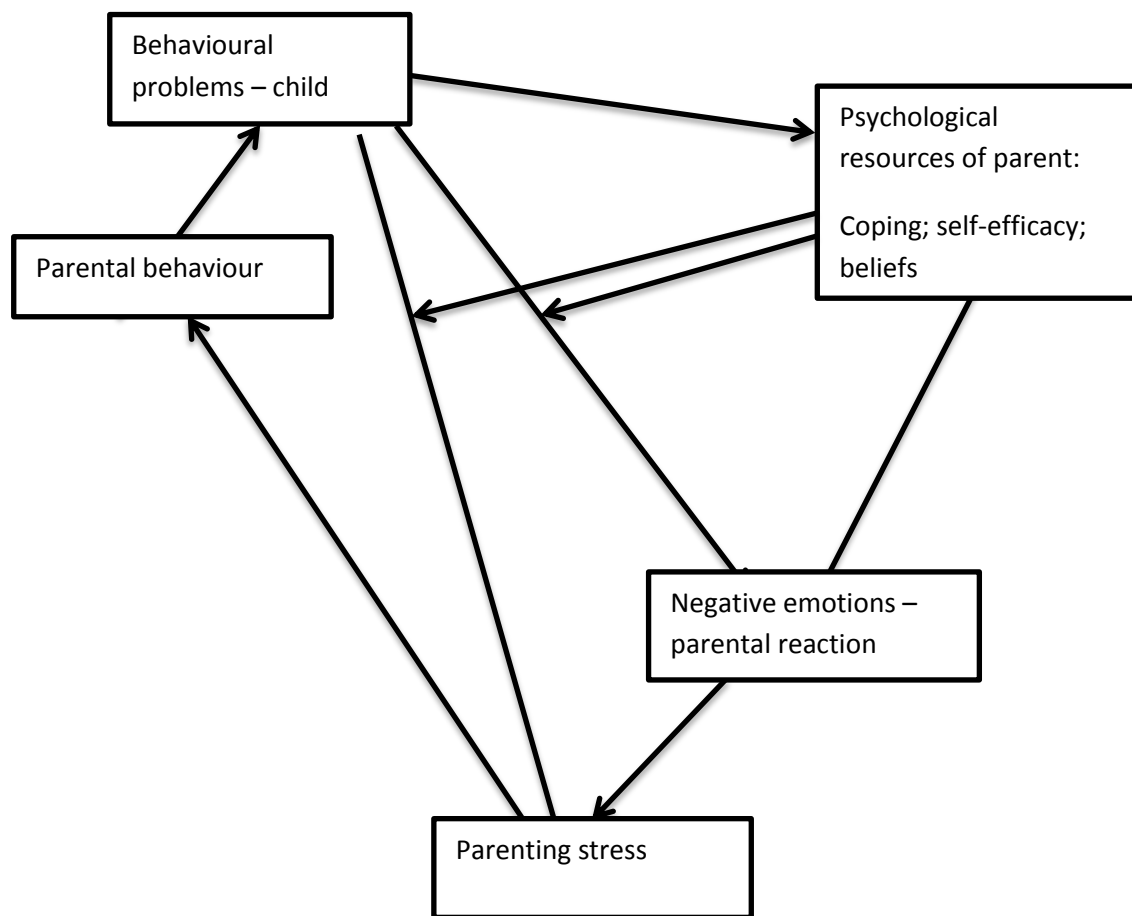 Behavioural
problems – child
Psychological
resources of parent:
Coping; self-efficacy;
beliefs
Parental behaviour
Negative emotions –
parental reaction
Parenting stress